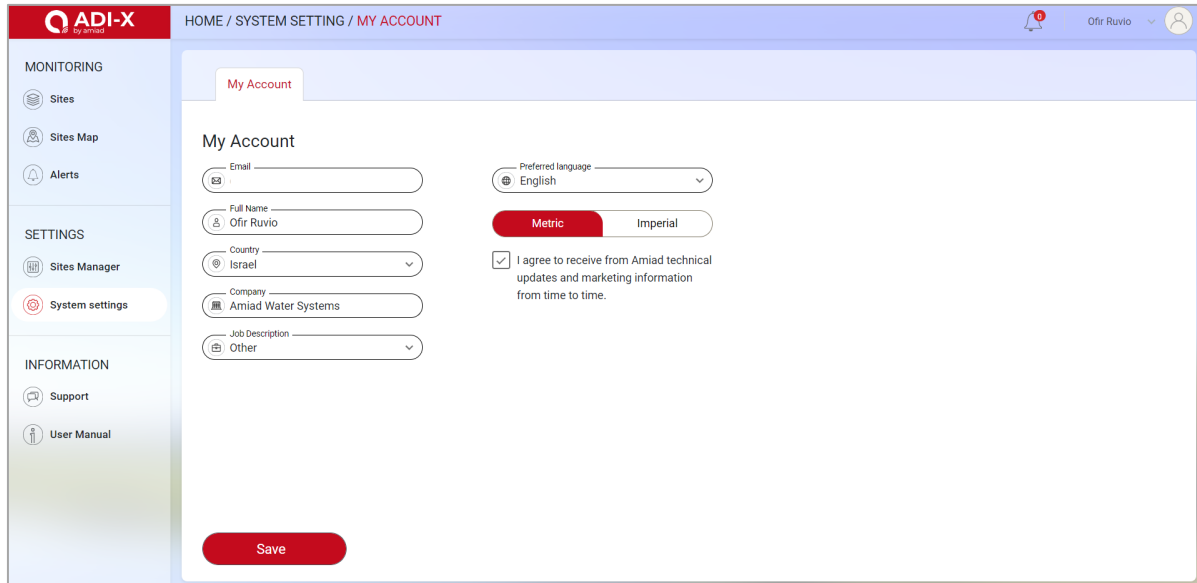 ADI-X
by amiad
HOME / SYSTEM SETTING / MY ACCOUNT
0
Ofir Ruvio
MONITORING
Sites
Sites Map
Alerts
SETTINGS
Sites Manager
System settings
INFORMATION
Support
User Manual
My Account
My Account
Email
Full Name
Ofir Ruvio
Country
Israel
Company
Amiad Water Systems
Job Description
Other
Preferred language
English
Metric
Imperial
I agree to receive from Amiad technical
updates and marketing information
from time to time.
Save